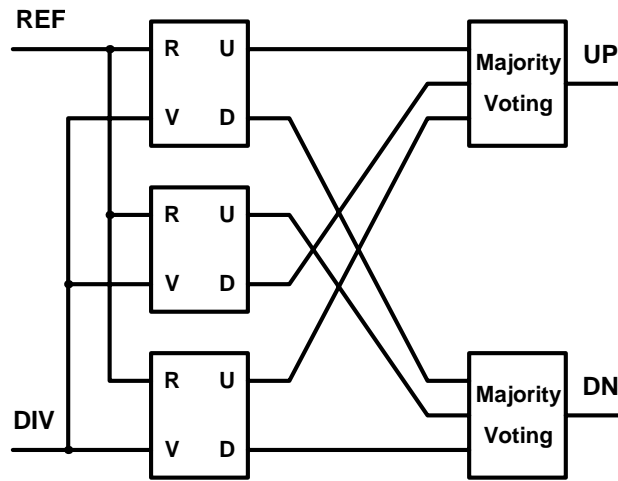 REF
R U
V D
Majority
Voting
UP
R U
V D
DIV
R U
V D
Majority
Voting
DN